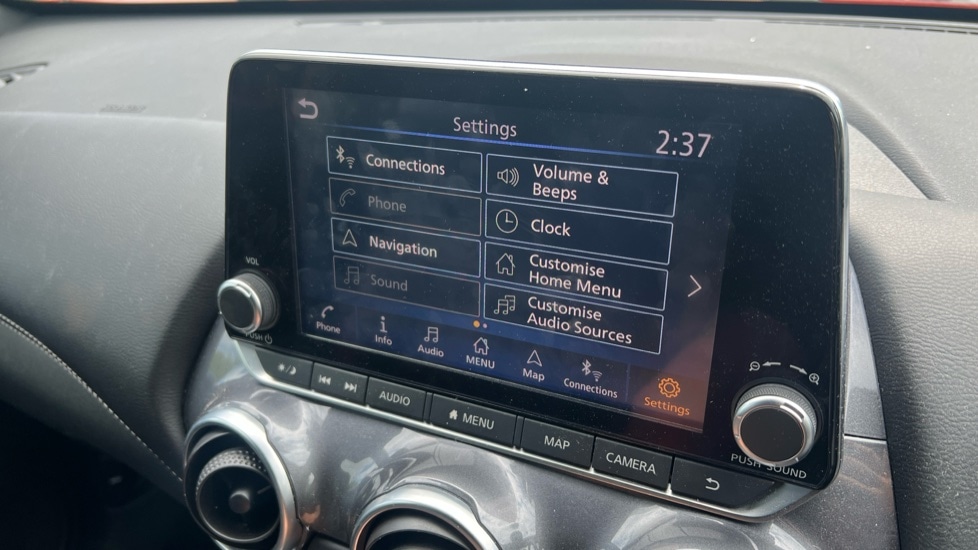 Settings
2:37
Connections
Volume &
Beeps
Phone
Clock
Navigation
Customise
Home Menu
Sound
Customise
Audio Sources
Phone
Info
Audio
MENU
Map
Connections
Settings
VOL
PUSH
AUDIO
MENU
MAP
CAMERA
PUSH SOUND